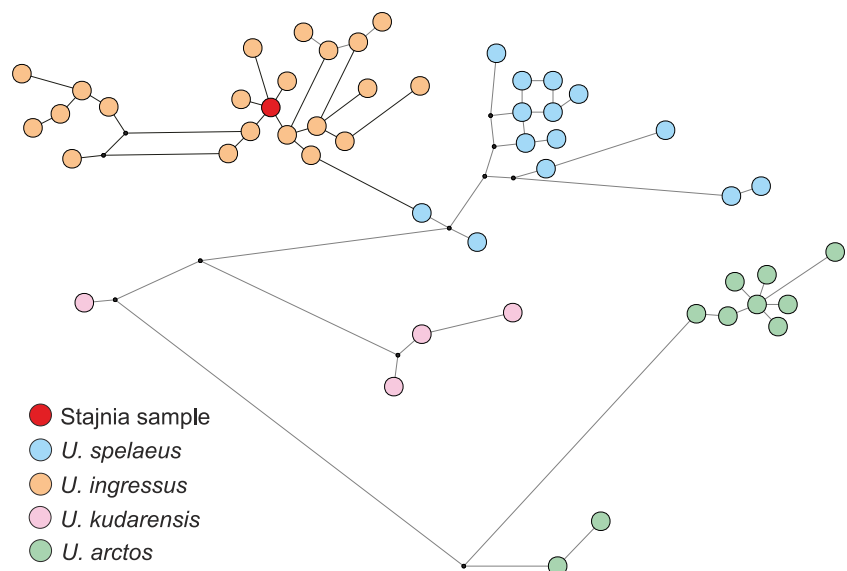 Stajnia sample
U. spelaeus
U. ingressus
U. kudarensis
U. arctos